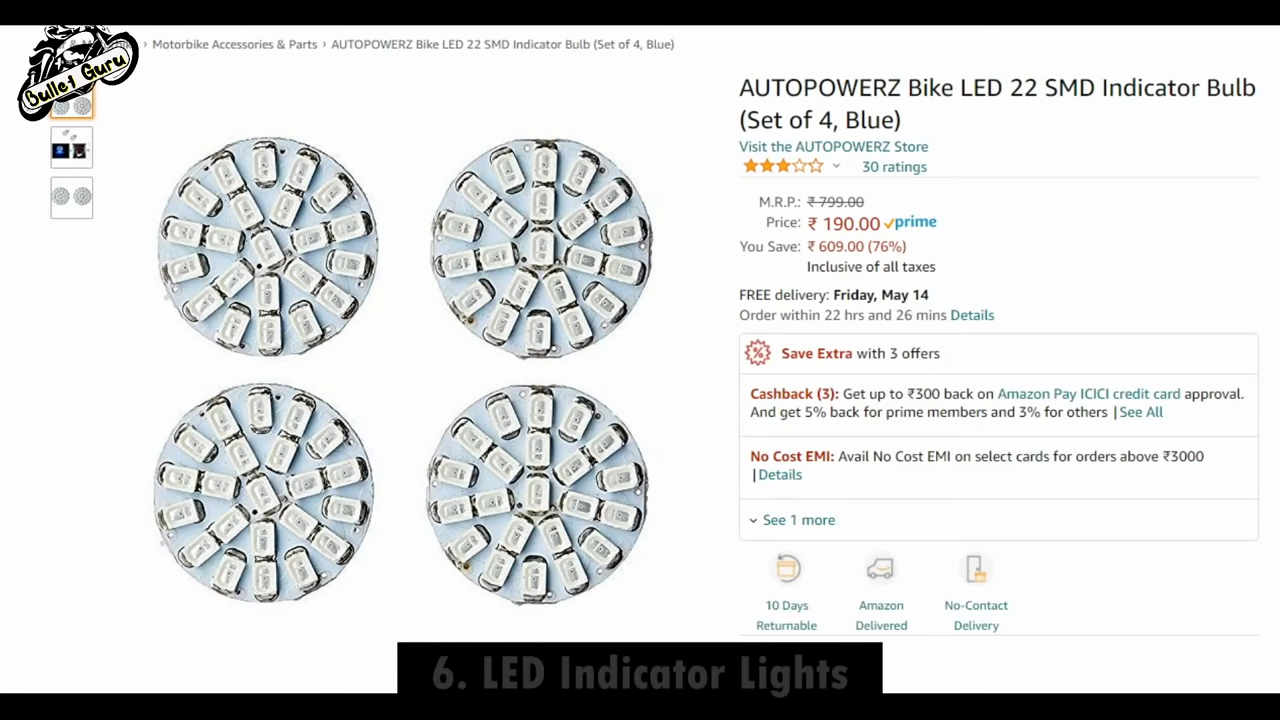 Bullet Guru
› Motorbike Accessories & Parts › AUTOPOWERZ Bike LED 22 SMD Indicator Bulb (Set of 4, Blue)
AUTOPOWERZ Bike LED 22 SMD Indicator Bulb
(Set of 4, Blue)
Visit the AUTOPOWERZ Store
30 ratings
M.R.P.: ₹ 799.00
Price: ₹ 190.00 prime
You Save: ₹ 609.00 (76%)
Inclusive of all taxes
FREE delivery: Friday, May 14
Order within 22 hrs and 26 mins Details
Save Extra with 3 offers
Cashback (3): Get up to ₹300 back on Amazon Pay ICICI credit card approval.
And get 5% back for prime members and 3% for others | See All
No Cost EMI: Avail No Cost EMI on select cards for orders above ₹3000
| Details
See 1 more
10 Days Amazon No-Contact
Returnable Delivered Delivery
6. LED Indicator Lights